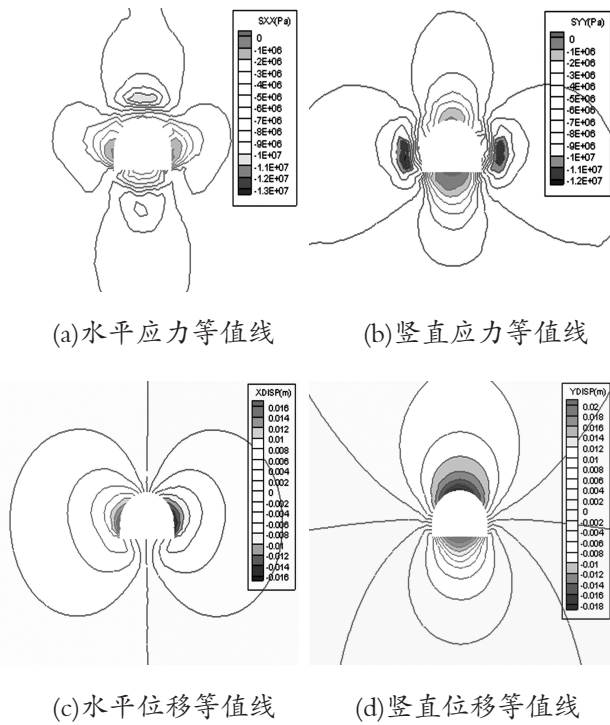 SXX(Pa)
0
-1E+06
-2E+06
-3E+06
-4E+06
-5E+06
-6E+06
-7E+06
-8E+06
-9E+06
-1E+07
-1.1E+07
-1.2E+07
-1.3E+07
SYY(Pa)
0
-1E+06
-2E+06
-3E+06
-4E+06
-5E+06
-6E+06
-7E+06
-8E+06
-9E+06
-1E+07
-1.1E+07
-1.2E+07
(a)水平应力等值线
(b)竖直应力等值线
XDISP(m)
0.016
0.014
0.012
0.01
0.008
0.006
0.004
0.002
0
-0.002
-0.004
-0.006
-0.008
-0.01
-0.012
-0.014
-0.016
YDISP(m)
0.02
0.018
0.016
0.014
0.012
0.01
0.008
0.006
0.004
0.002
0
-0.002
-0.004
-0.006
-0.008
-0.01
-0.012
-0.014
-0.016
-0.018
(c)水平位移等值线
(d)竖直位移等值线